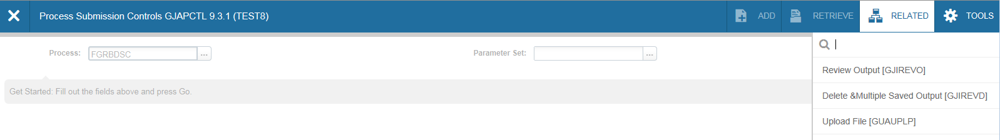 Process Submission Controls GJAPCTL 9.3.1 (TEST8)
ADD
RETRIEVE
RELATED
TOOLS
Process: FGRBDSC ...
Parameter Set: ...
Get Started: Fill out the fields above and press Go.
Review Output [GJIREVO]
Delete &Multiple Saved Output [GJIREVD]
Upload File [GUAUPLP]